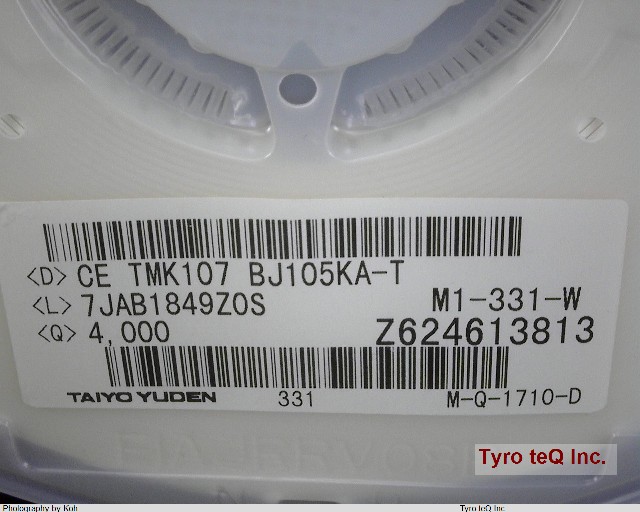 <D> CE TMK107 BJ105KA-T
<L> 7JAB1849Z0S M1-331-W
<Q> 4,000 Z624613813
TAIYO YUDEN 331 M-Q-1710-D
Tyro teQ Inc.
Photography by Koh Tyro teQ Inc